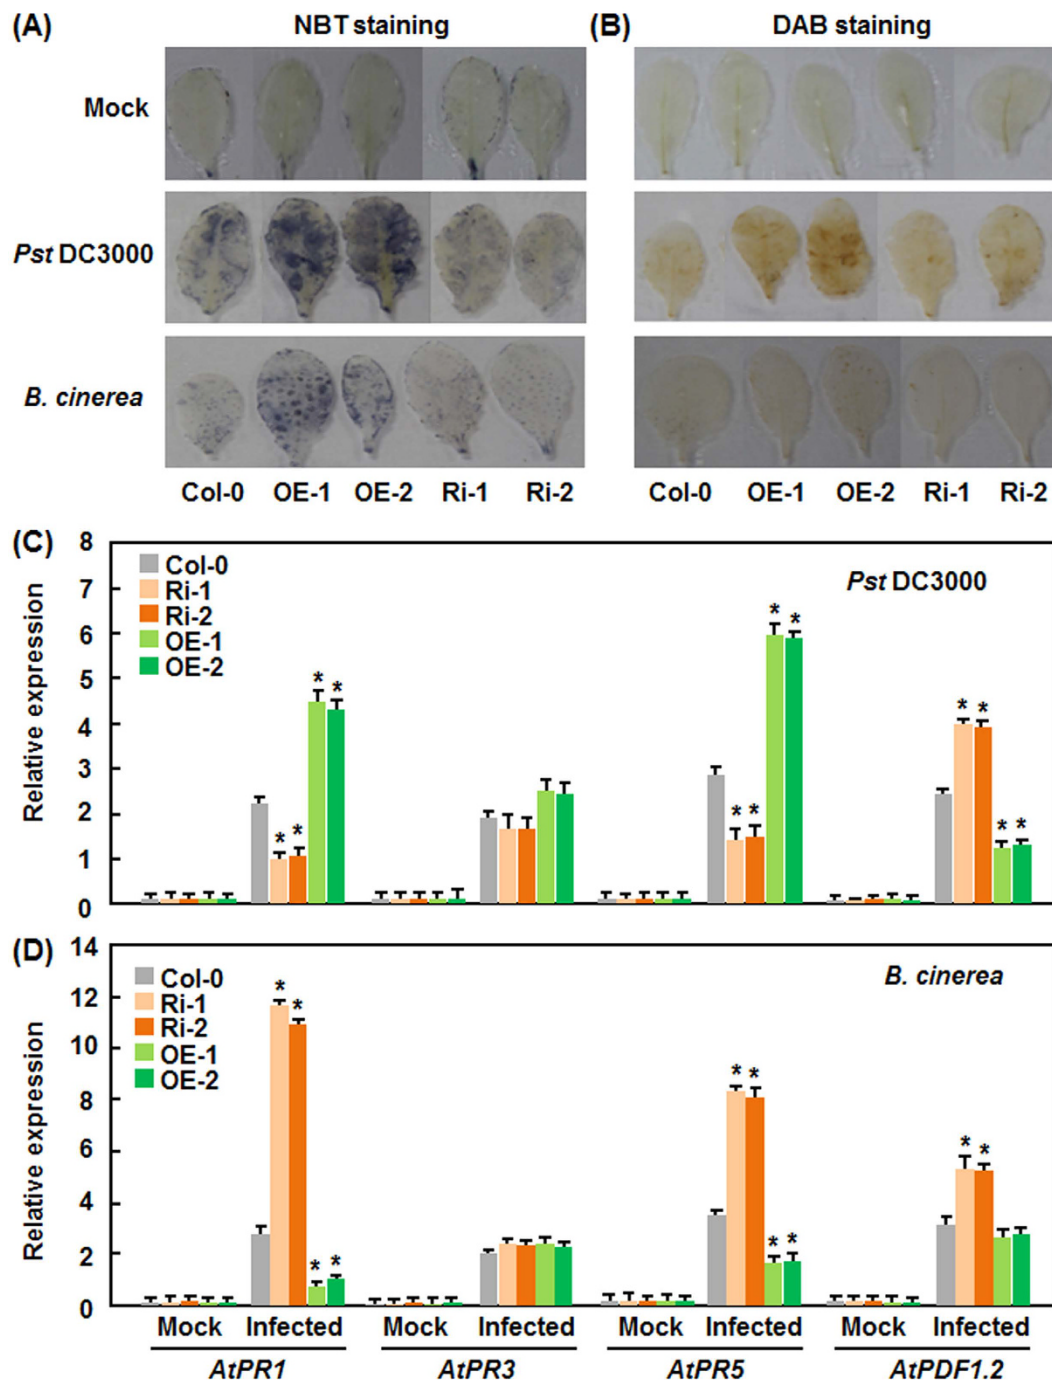 (A) NBT staining (B) DAB staining
Mock
Pst DC3000
B. cinerea
Col-0 OE-1 OE-2 Ri-1 Ri-2 Col-0 OE-1 OE-2 Ri-1 Ri-2
(C)
Relative expression
8
7
6
5
4
3
2
1
0
Col-0
Ri-1
Ri-2
OE-1
OE-2
Pst DC3000
* * * *
* * * *
* * * *
(D)
Relative expression
14
12
10
8
6
4
2
0
Col-0
Ri-1
Ri-2
OE-1
OE-2
B. cinerea
* * * *
* * * *
* *
Mock Infected Mock Infected Mock Infected Mock Infected
AtPR1 AtPR3 AtPR5 AtPDF1.2